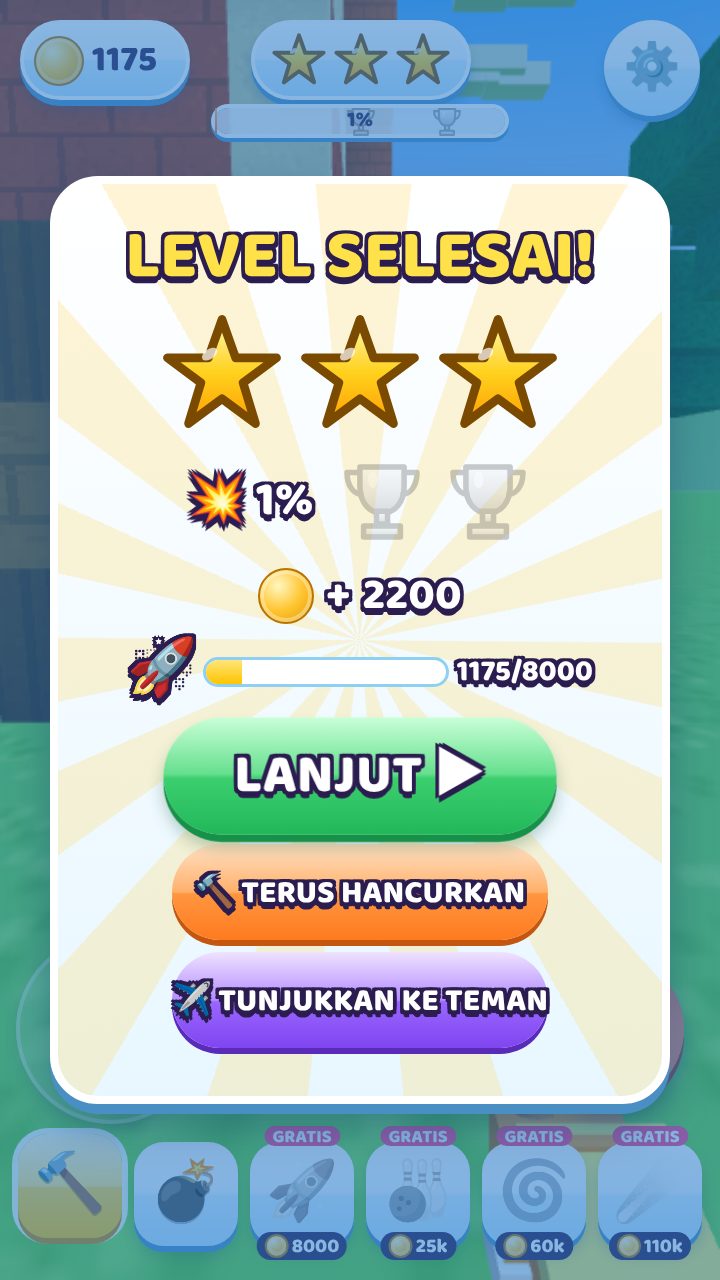 1175
1%
LEVEL SELESAI!
1%
+ 2200
1175/8000
LANJUT
TERUS HANCURKAN
TUNJUKKAN KE TEMAN
GRATIS GRATIS GRATIS GRATIS
8000 25k 60k 110k